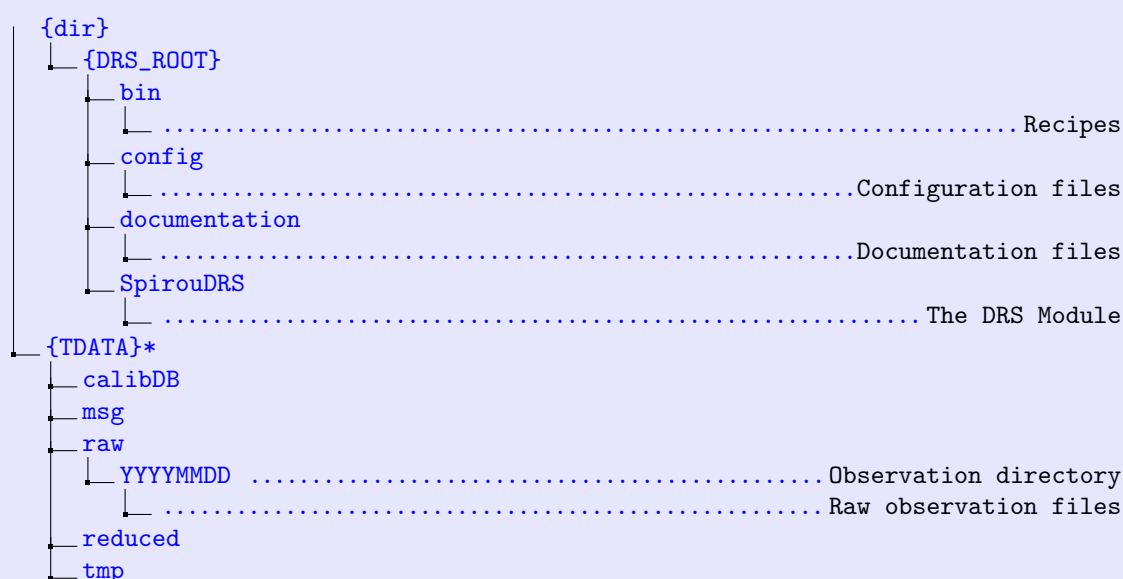 {dir}
{DRS_ROOT}
bin
........................................................................ Recipes
config
.......................................................... Configuration files
documentation
.......................................................... Documentation files
SpirouDRS
............................................................... The DRS Module
{TDATA}*
calibDB
msg
raw
YYYYMMDD ................................................ Observation directory
....................................................... Raw observation files
reduced
tmp